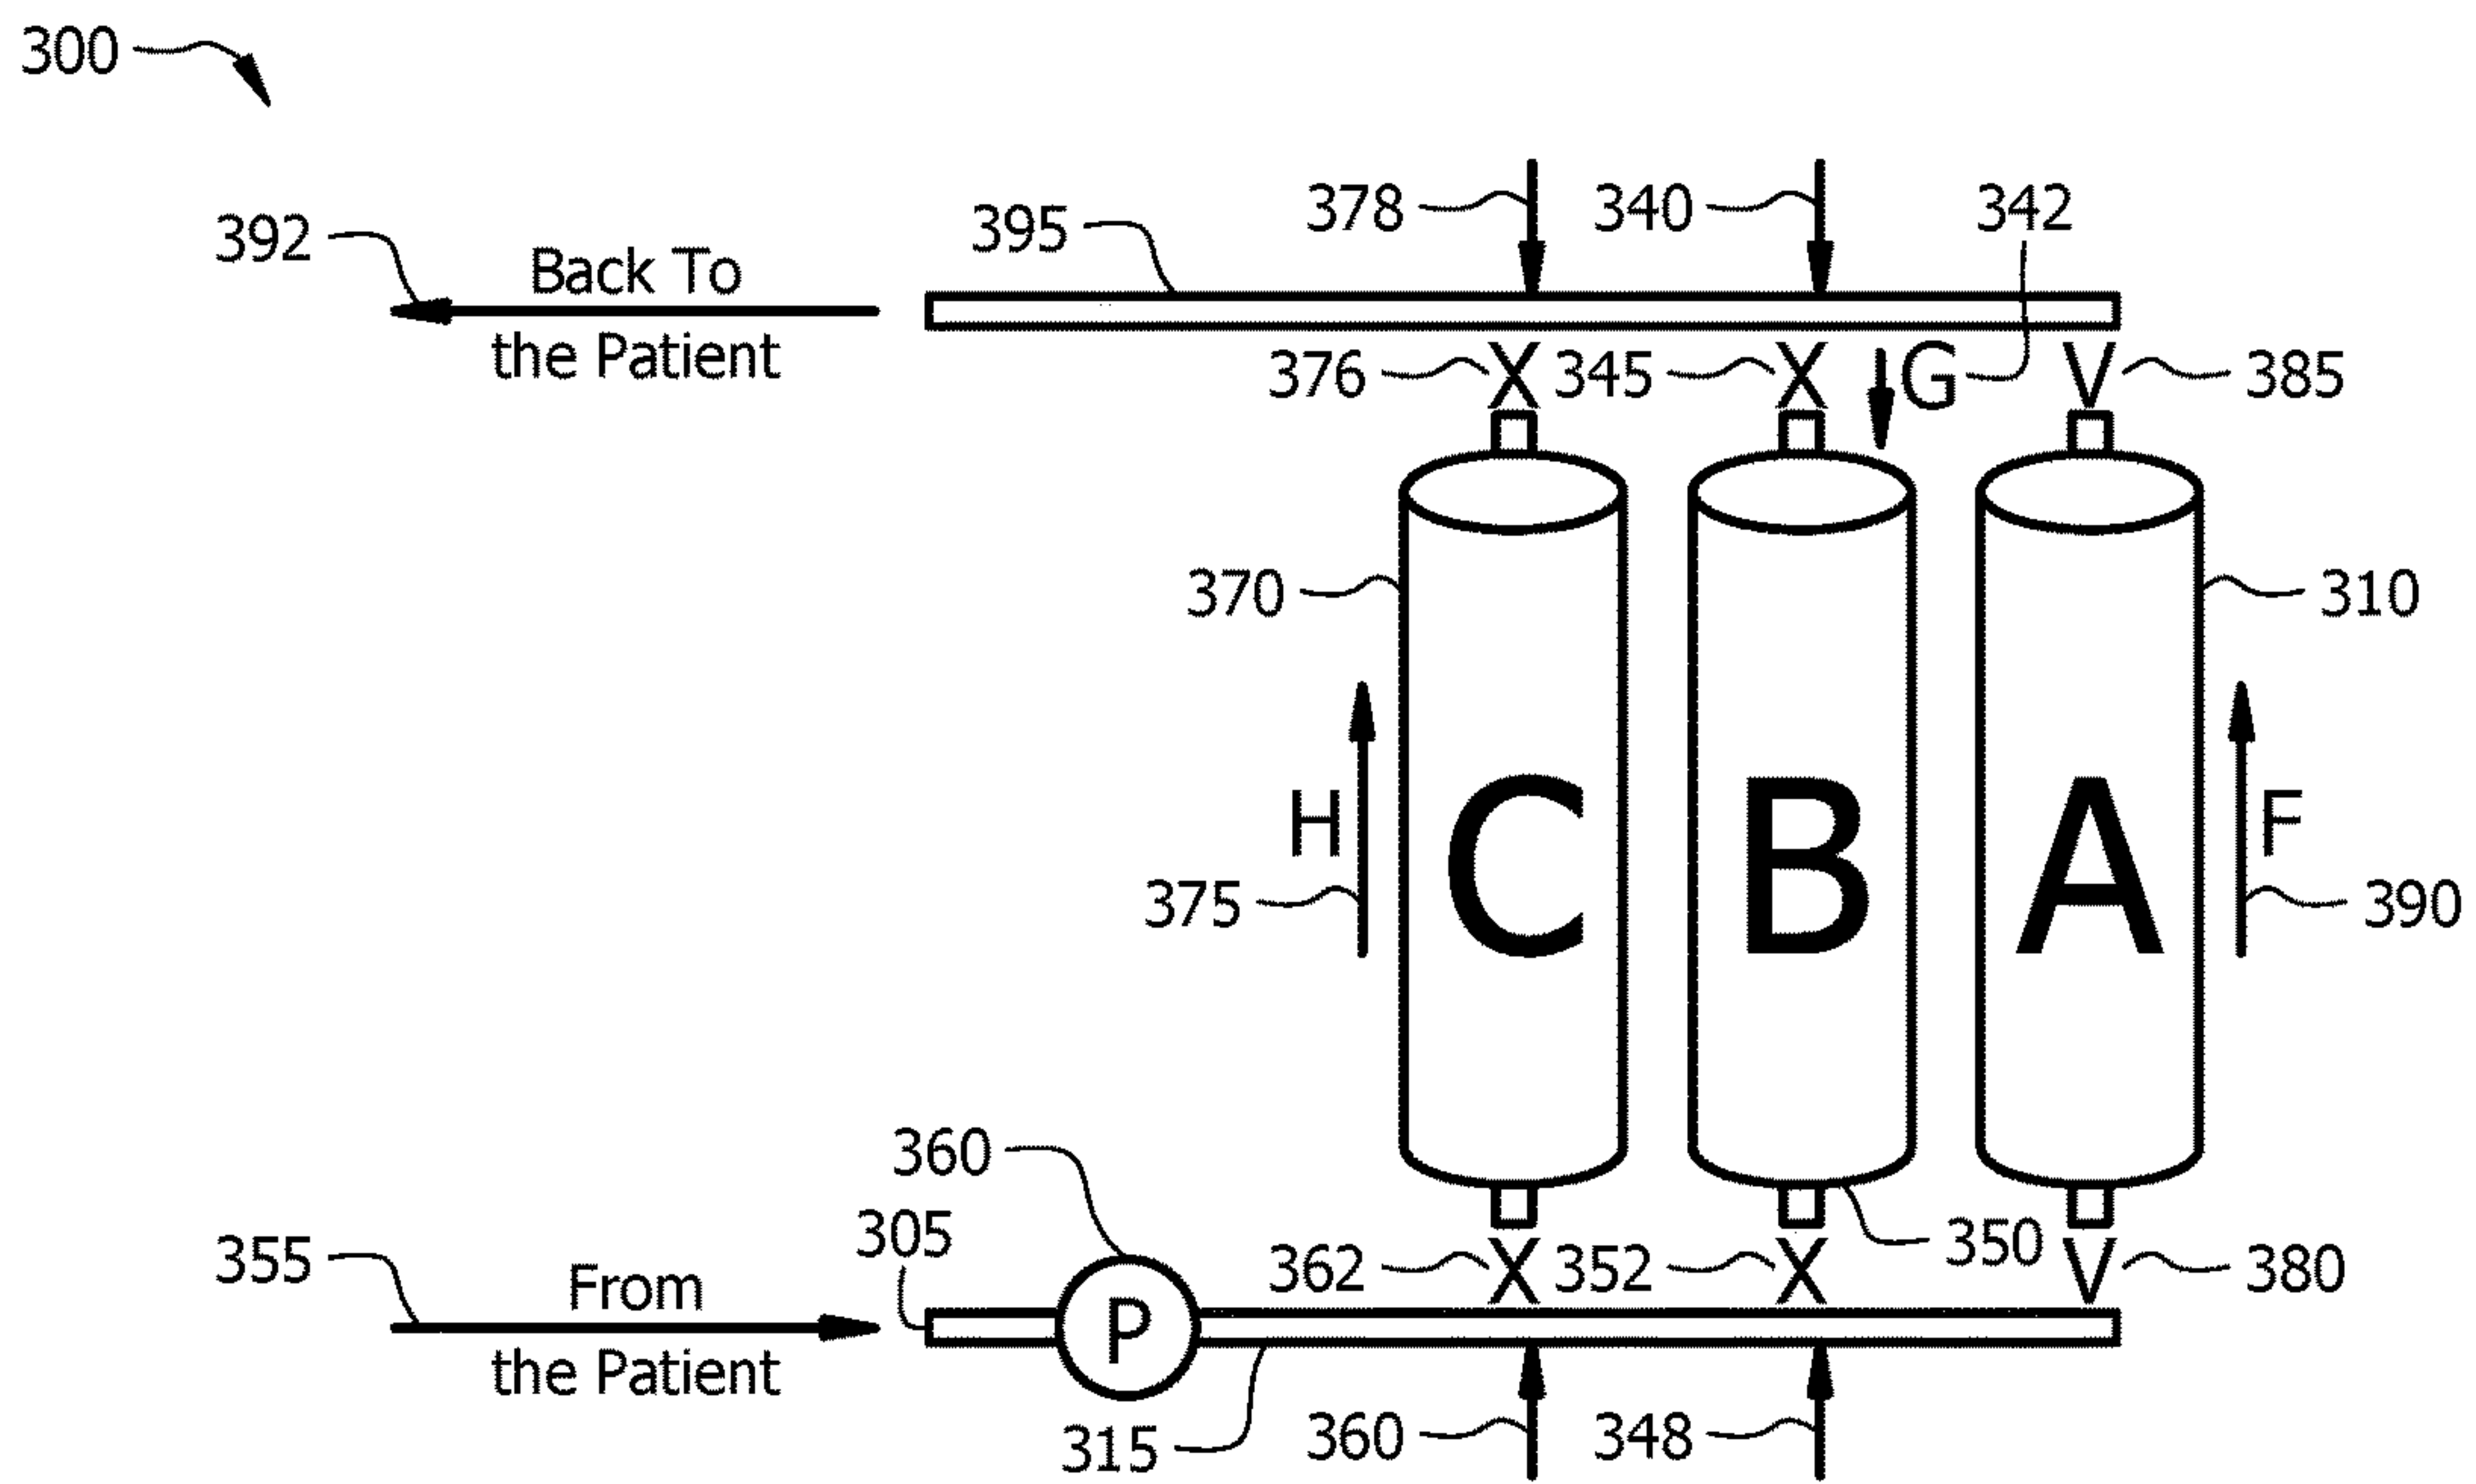 300
378
340
342
395
392
Back To
the Patient
376
X
345
X
G
V
385
370
310
C
B
A
H
F
375
390
360
305
355
From
the Patient
P
362
X
352
X
350
V
380
315
360
348